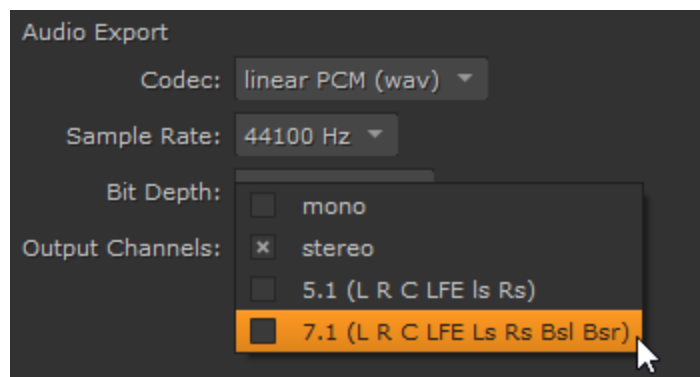 Audio Export
Codec: linear PCM (wav)
Sample Rate: 44100 Hz
Bit Depth:
mono
Output Channels: stereo
5.1 (L R C LFE ls Rs)
7.1 (L R C LFE Ls Rs Bsl Bsr)